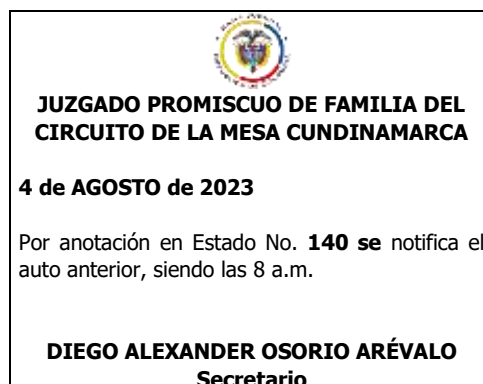 JUZGADO PROMISCUO DE FAMILIA DEL
CIRCUITO DE LA MESA CUNDINAMARCA
4 de AGOSTO de 2023
Por anotación en Estado No. 140 se notifica el
auto anterior, siendo las 8 a.m.
DIEGO ALEXANDER OSORIO ARÉVALO
Secretario